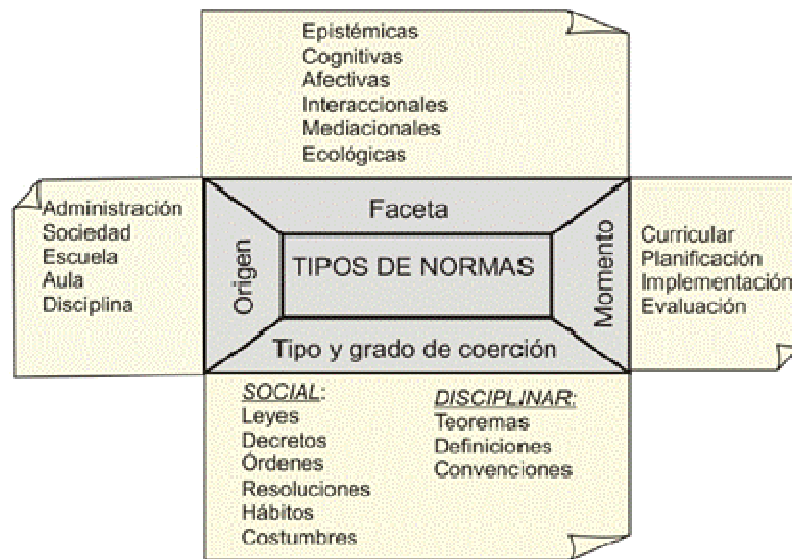 Epistémicas
Cognitivas
Afectivas
Interaccionales
Mediacionales
Ecológicas
Faceta
Administración
Sociedad
Escuela
Aula
Disciplina
Origen
TIPOS DE NORMAS
Momento
Curricular
Planificación
Implementación
Evaluación
Tipo y grado de coerción
SOCIAL:
Leyes
Decretos
Órdenes
Resoluciones
Hábitos
Costumbres
DISCIPLINAR:
Teoremas
Definiciones
Convenciones